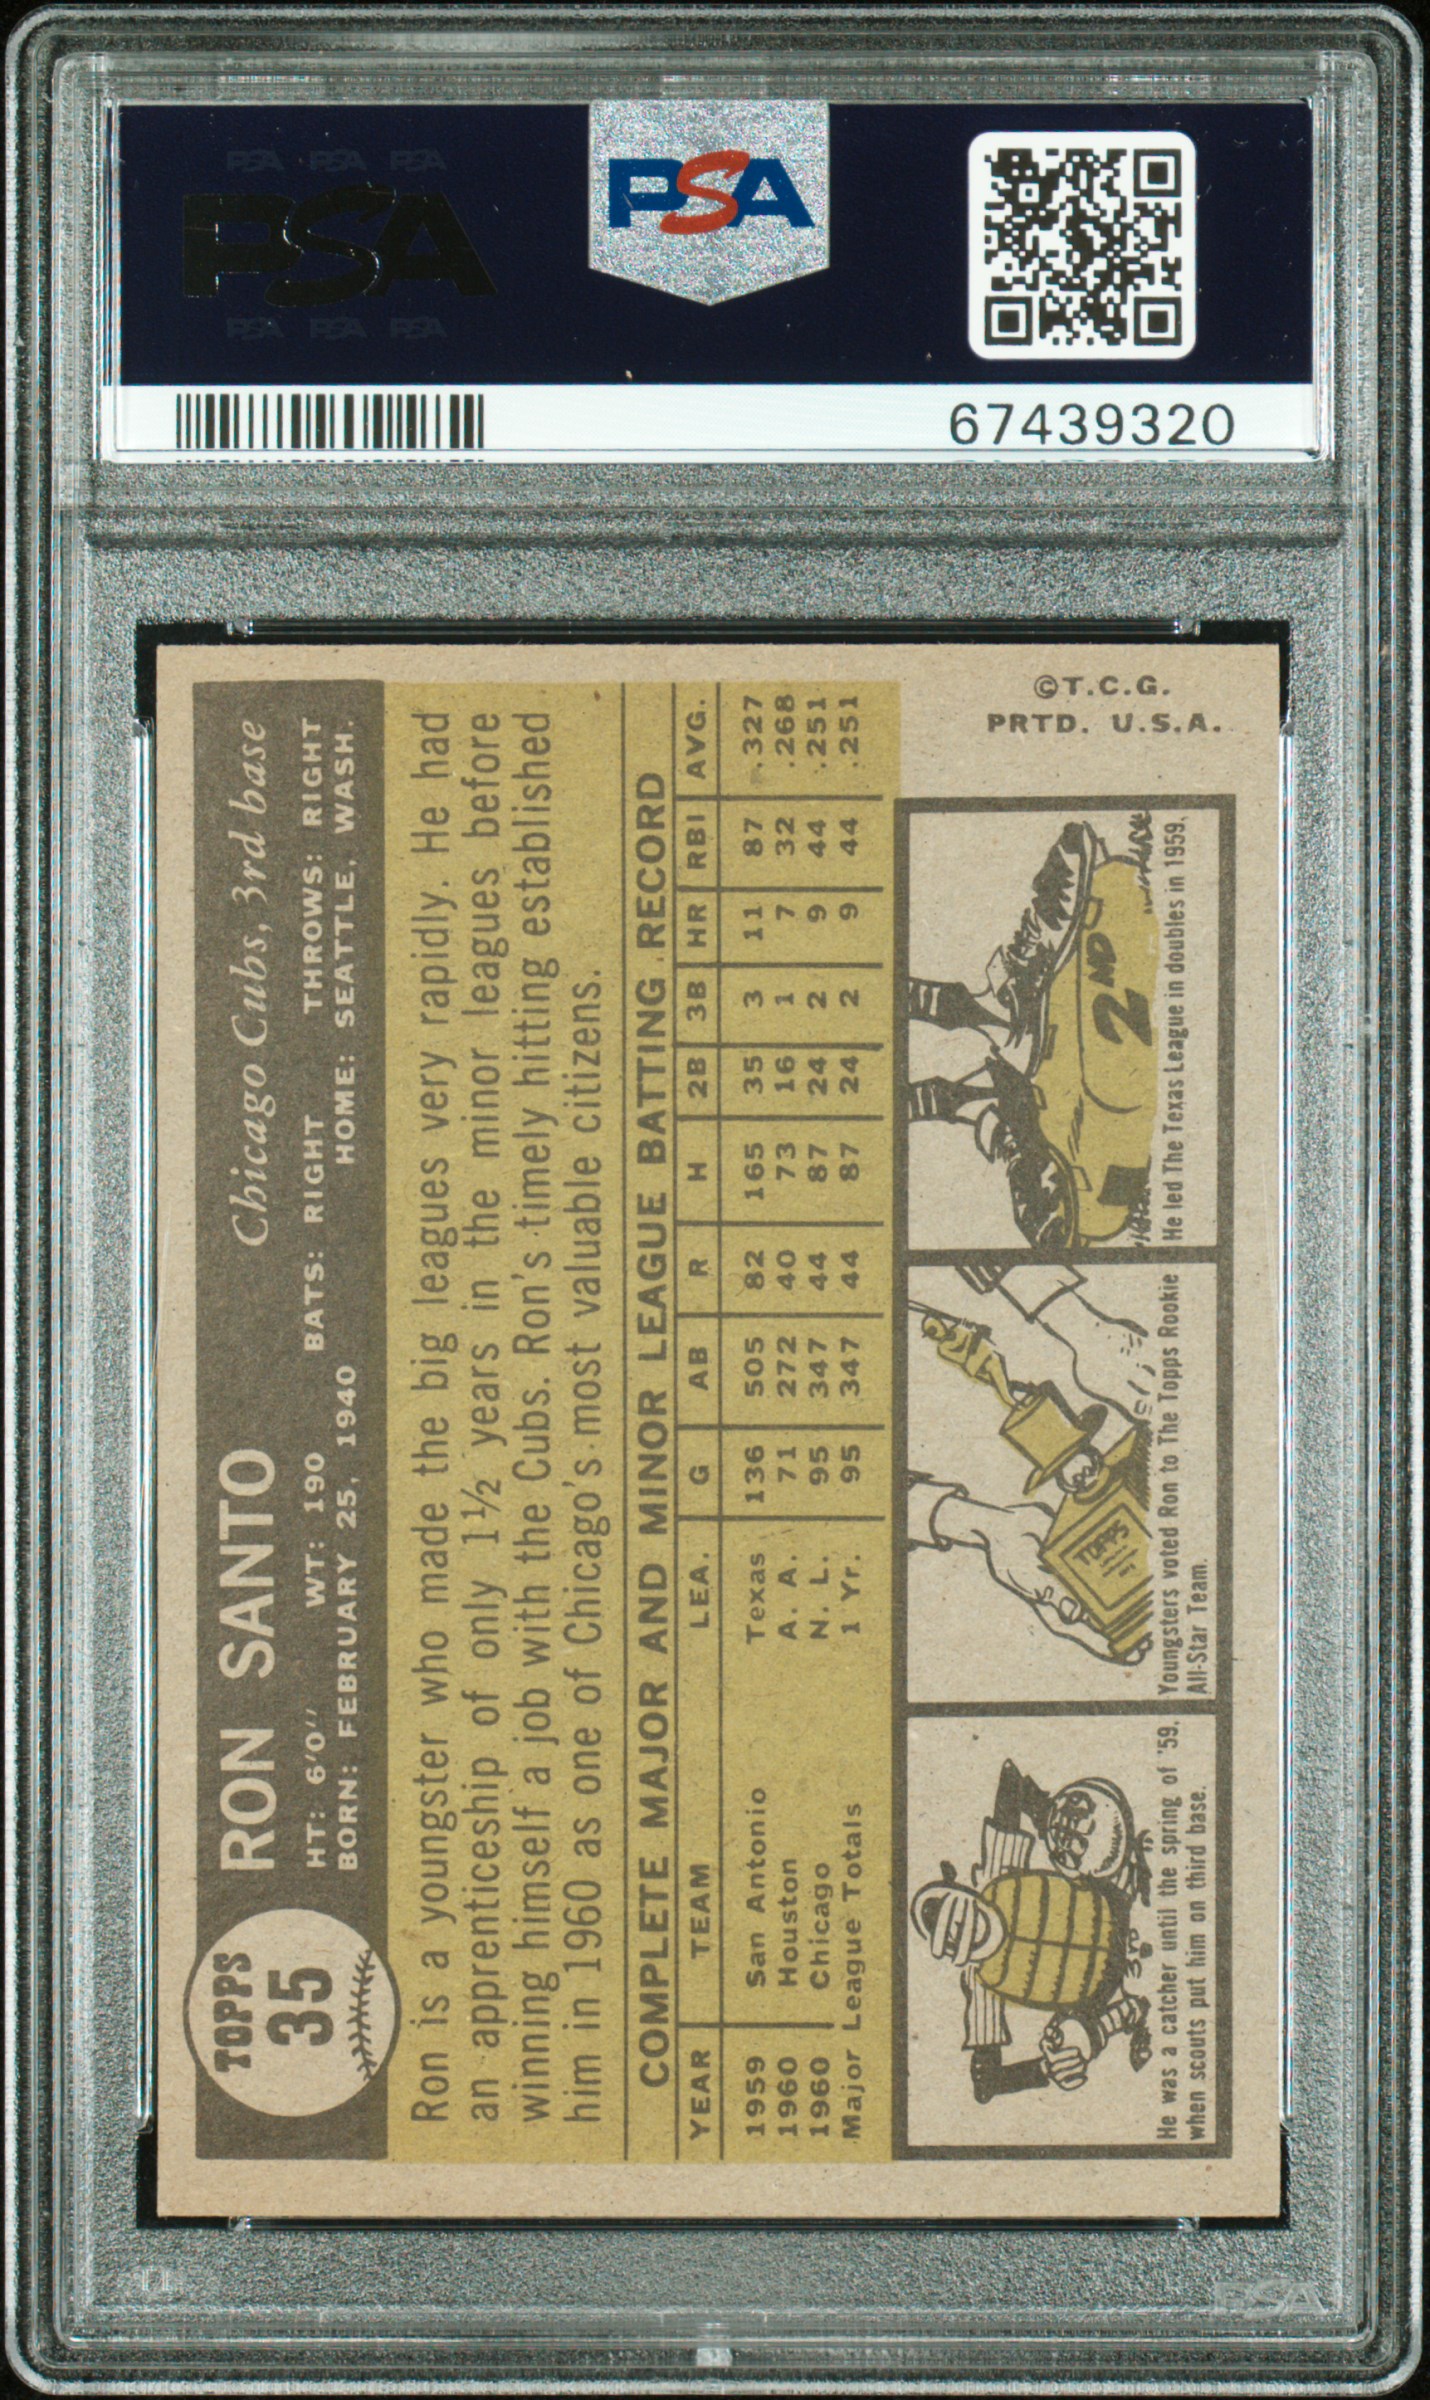 PSA PSA PSA
PSA
PSA PSA PSA
PSA
67439320
TOPPS
35
RON SANTO Chicago Cubs, 3rd base
HT: 6'0" WT: 190 BATS: RIGHT THROWS: RIGHT
BORN: FEBRUARY 25, 1940 HOME: SEATTLE, WASH.
Ron is a youngster who made the big leagues very rapidly. He had
an apprenticeship of only 1½ years in the minor leagues before
winning himself a job with the Cubs. Ron's timely hitting established
him in 1960 as one of Chicago's most valuable citizens.
COMPLETE MAJOR AND MINOR LEAGUE BATTING RECORD
YEAR TEAM LEA. G AB R H 2B 3B HR RBI AVG.
1959 San Antonio Texas 136 505 82 165 35 3 11 87 .327
1960 Houston A. A. 71 272 40 73 16 1 7 32 .268
1960 Chicago N. L. 95 347 44 87 24 2 9 44 .251
Major League Totals 1 Yr. 95 347 44 87 24 2 9 44 .251
3RD
He was a catcher until the spring of '59,
when scouts put him on third base.
TOPPS
Youngsters voted Ron to The Topps Rookie
All-Star Team.
2ND
He led The Texas League in doubles in 1959.
©T.C.G.
PRTD. U.S.A.
PSA